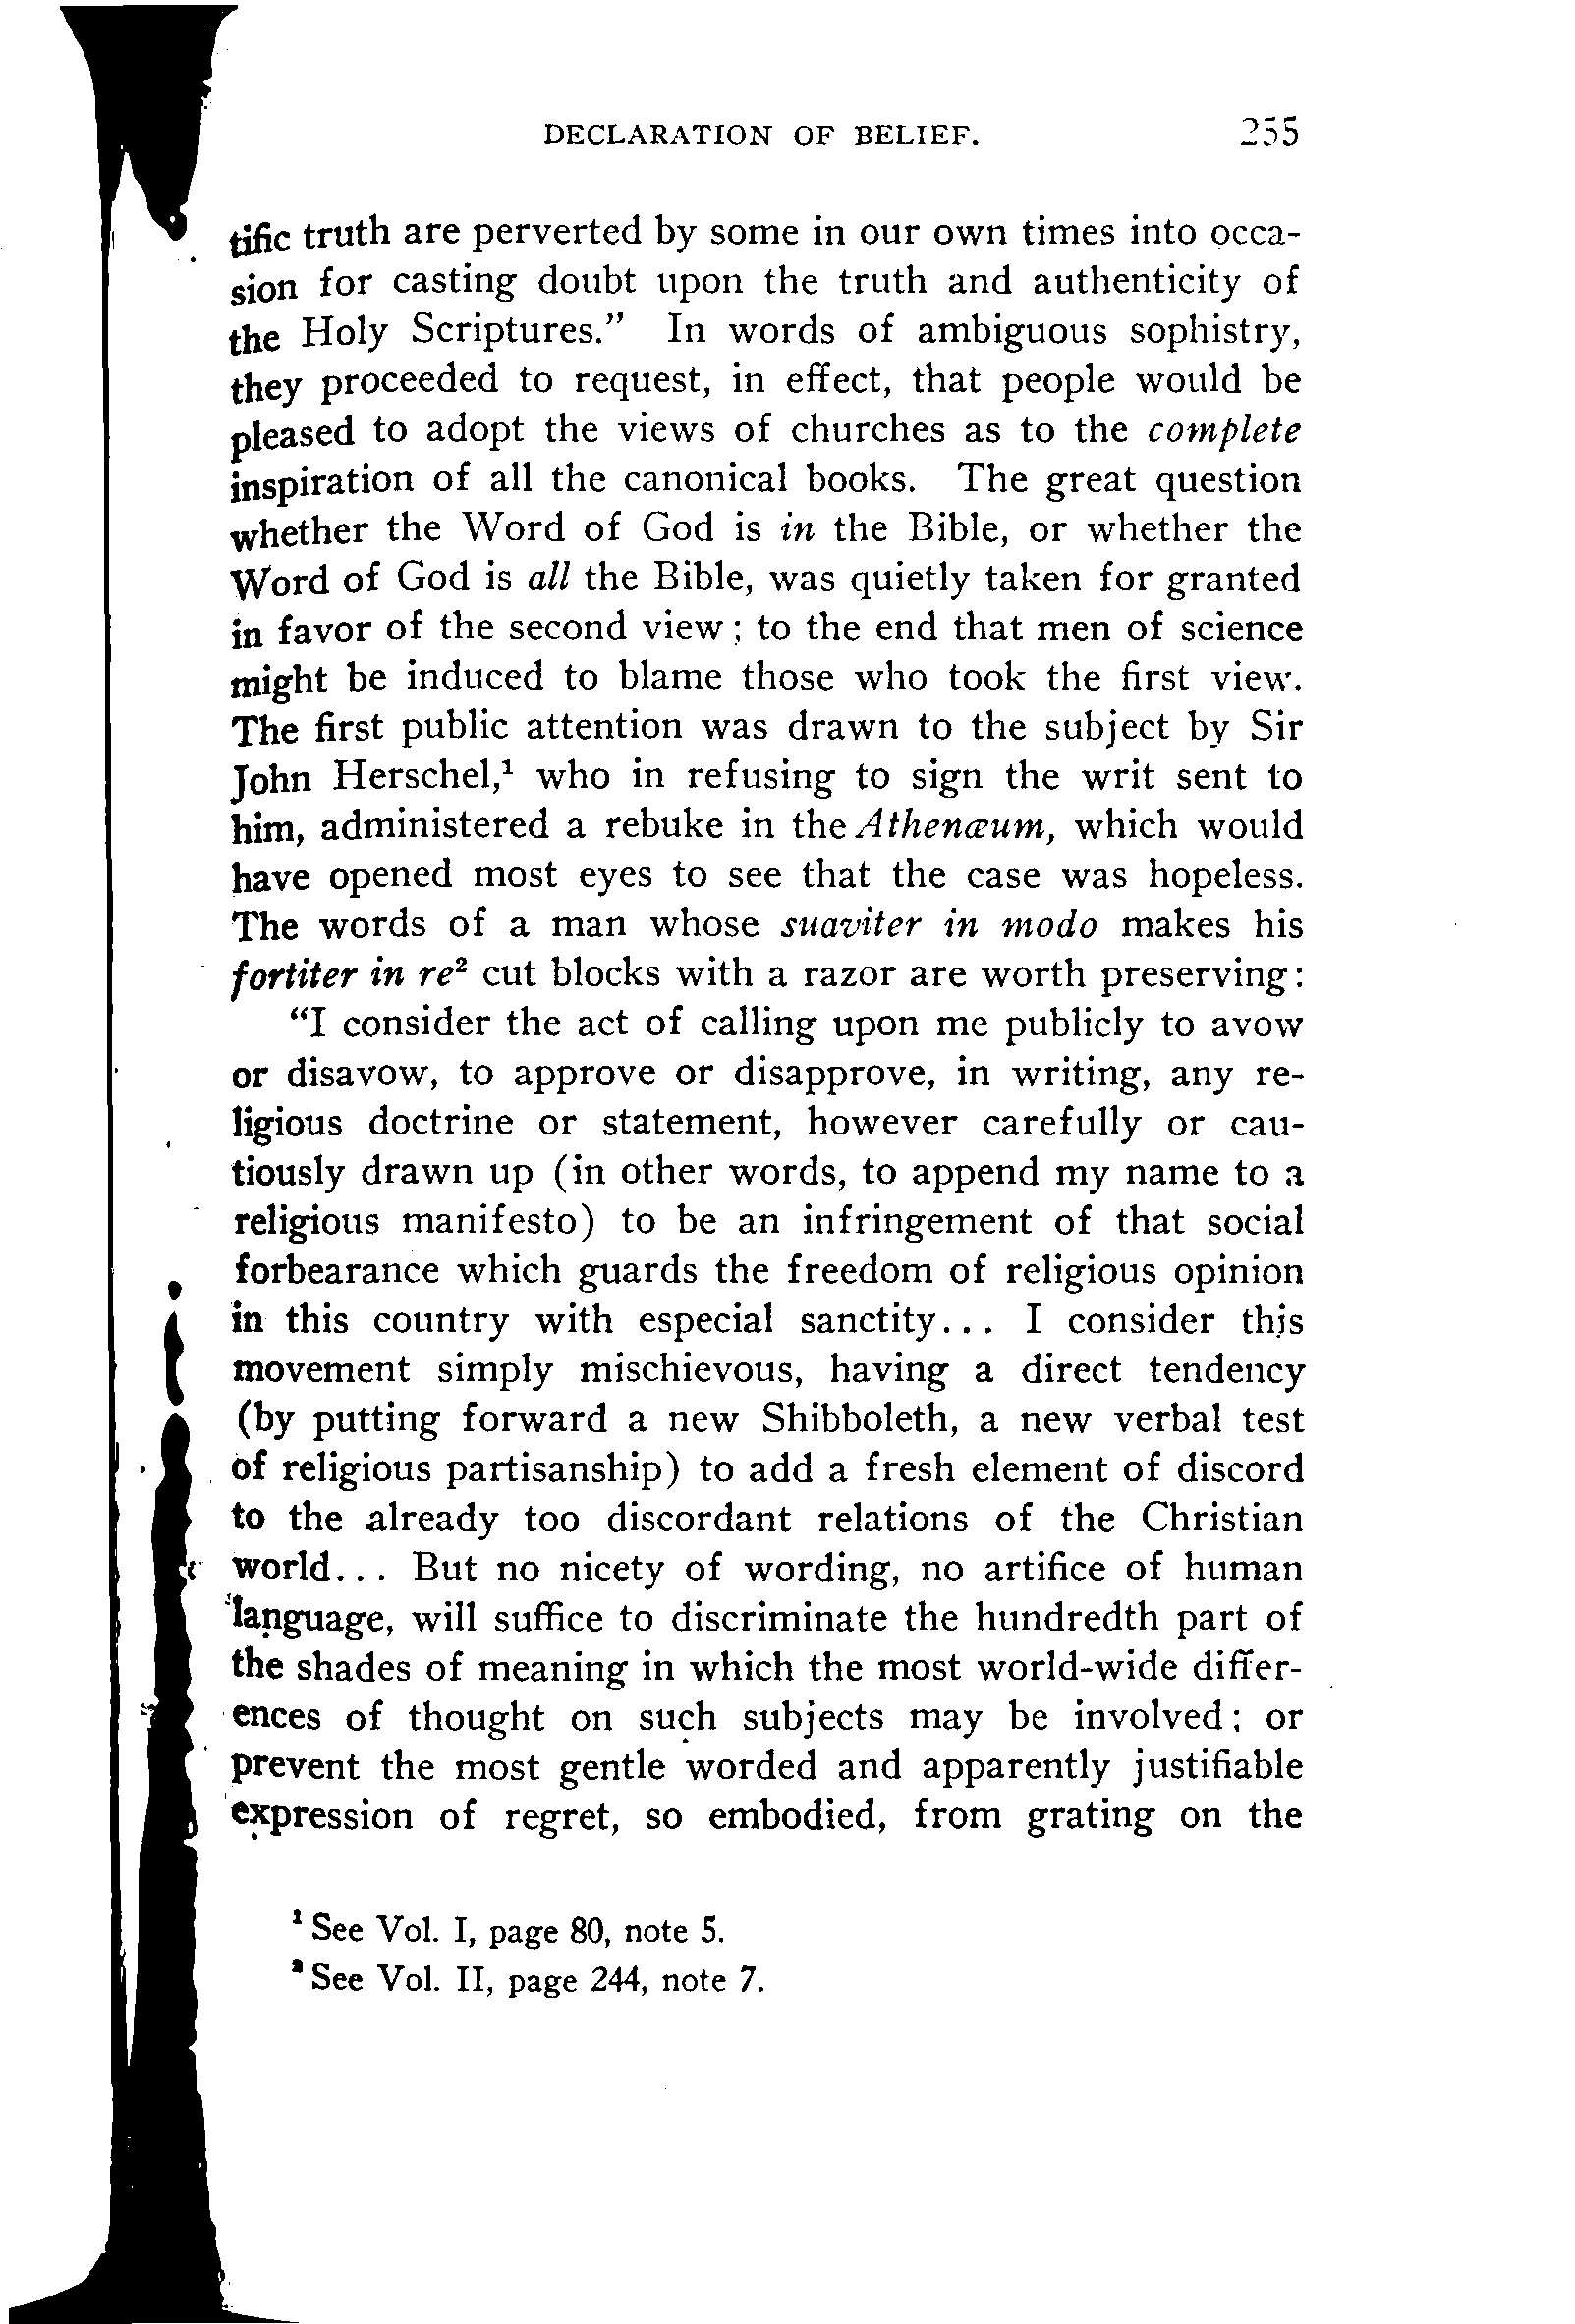 DECLARATION OF BELIEF. 255
tific truth are perverted by some in our own times into occa-
sion for casting doubt upon the truth and authenticity of
the Holy Scriptures." In words of ambiguous sophistry,
they proceeded to request, in effect, that people would be
pleased to adopt the views of churches as to the complete
inspiration of all the canonical books. The great question
whether the Word of God is in the Bible, or whether the
Word of God is all the Bible, was quietly taken for granted
in favor of the second view; to the end that men of science
might be induced to blame those who took the first view.
The first public attention was drawn to the subject by Sir
John Herschel,¹ who in refusing to sign the writ sent to
him, administered a rebuke in the Athenæum, which would
have opened most eyes to see that the case was hopeless.
The words of a man whose suaviter in modo makes his
fortiter in re² cut blocks with a razor are worth preserving:
"I consider the act of calling upon me publicly to avow
or disavow, to approve or disapprove, in writing, any re-
ligious doctrine or statement, however carefully or cau-
tiously drawn up (in other words, to append my name to a
religious manifesto) to be an infringement of that social
forbearance which guards the freedom of religious opinion
in this country with especial sanctity... I consider this
movement simply mischievous, having a direct tendency
(by putting forward a new Shibboleth, a new verbal test
of religious partisanship) to add a fresh element of discord
to the already too discordant relations of the Christian
world... But no nicety of wording, no artifice of human
language, will suffice to discriminate the hundredth part of
the shades of meaning in which the most world-wide differ-
ences of thought on such subjects may be involved; or
prevent the most gentle worded and apparently justifiable
expression of regret, so embodied, from grating on the
¹ See Vol. I, page 80, note 5.
² See Vol. II, page 244, note 7.